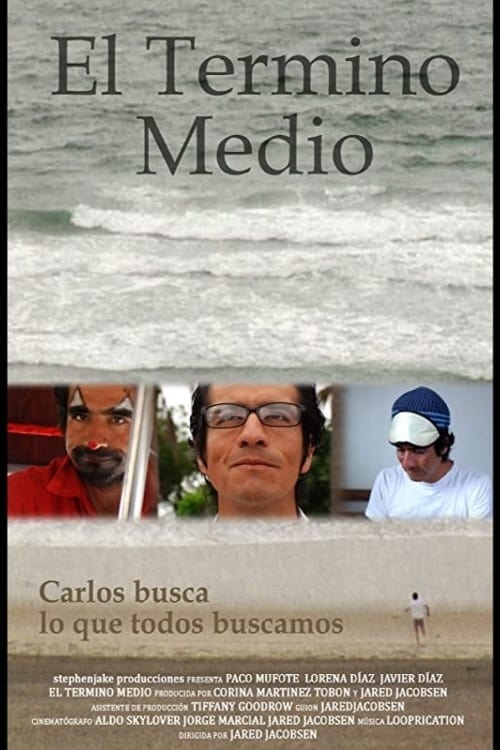 El Termino
Medio
Carlos busca
lo que todos buscamos
stephenjake producciones PRESENTA PACO MUFOTE LORENA DÍAZ JAVIER DÍAZ
EL TERMINO MEDIO PRODUCIDA POR CORINA MARTINEZ TOBON Y JARED JACOBSEN
ASISTENTE DE PRODUCCIÓN TIFFANY GOODROW GUION JAREDJACOBSEN
CINEMATÓGRAFO ALDO SKYLOVER JORGE MARCIAL JARED JACOBSEN MÚSICA LOOPRICATION
DIRIGIDA POR JARED JACOBSEN